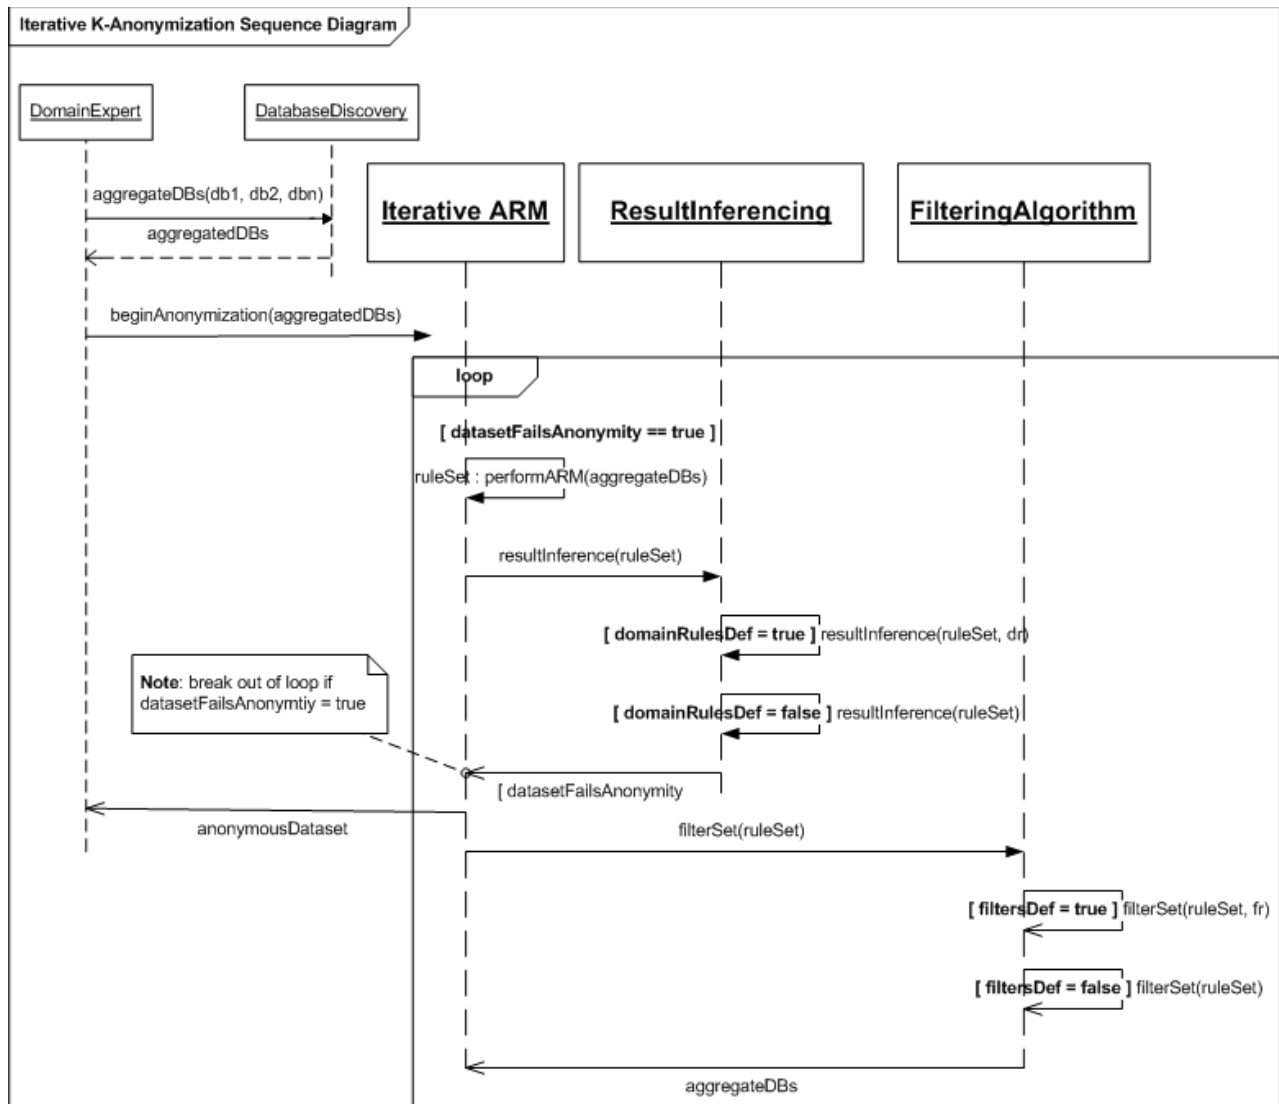 Iterative K-Anonymization Sequence Diagram
DomainExpert
DatabaseDiscovery
aggregateDBs(db1, db2, dbn)
Iterative ARM
ResultInferencing
FilteringAlgorithm
aggregatedDBs
beginAnonymization(aggregatedDBs)
loop
[ datasetFailsAnonymity == true ]
ruleSet : performARM(aggregateDBs)
resultInference(ruleSet)
[ domainRulesDef = true ] resultInference(ruleSet, dr)
Note: break out of loop if
datasetFailsAnonymtiy = true
[ domainRulesDef = false ] resultInference(ruleSet)
[ datasetFailsAnonymity
anonymousDataset
filterSet(ruleSet)
[ filtersDef = true ] filterSet(ruleSet, fr)
[ filtersDef = false ] filterSet(ruleSet)
aggregateDBs